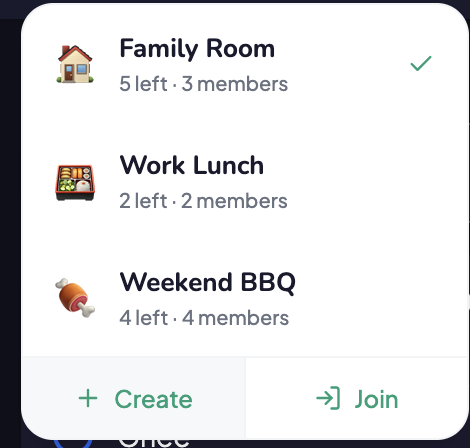 Family Room
5 left · 3 members
Work Lunch
2 left · 2 members
Weekend BBQ
4 left · 4 members
Create
Join